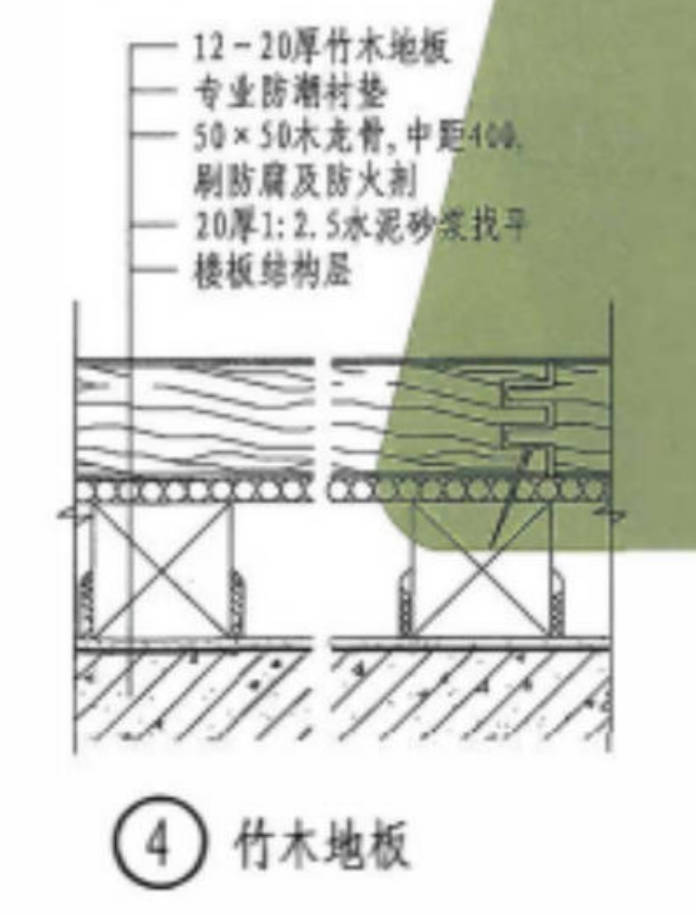 12-20厚竹木地板
专业防潮衬垫
50×50木龙骨,中距400,
刷防腐及防火剂
20厚1:2.5水泥砂浆找平
楼板结构层
4 竹木地板